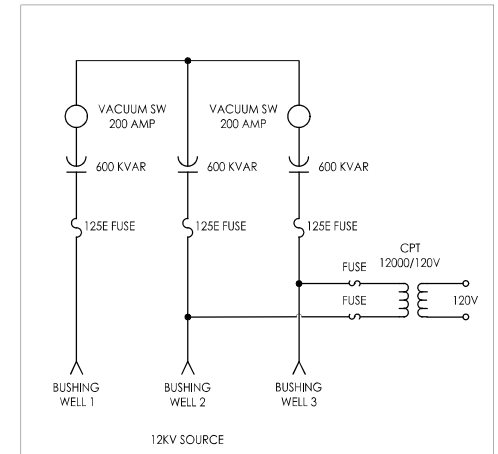 VACUUM SW
200 AMP
VACUUM SW
200 AMP
600 KVAR
600 KVAR
600 KVAR
125E FUSE
125E FUSE
125E FUSE
CPT
12000/120V
FUSE
FUSE
120V
BUSHING
WELL 1
BUSHING
WELL 2
BUSHING
WELL 3
12KV SOURCE